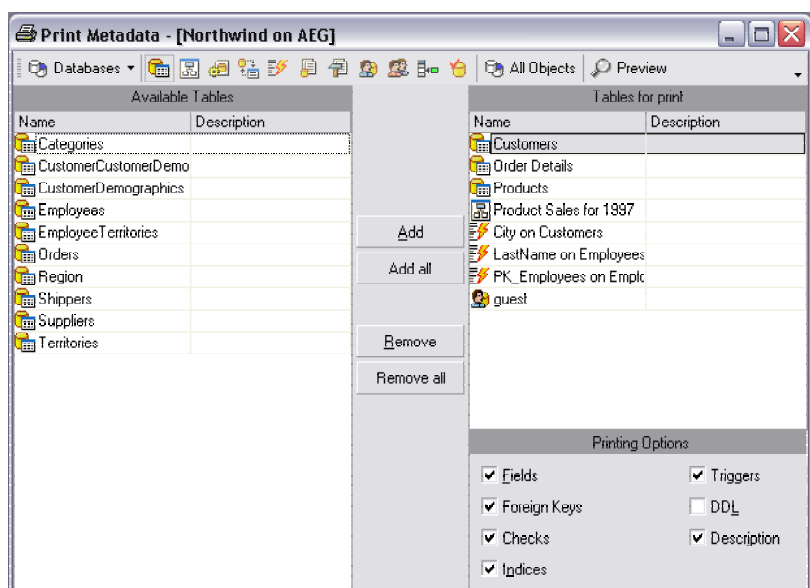 Print Metadata - [Northwind on AEG]
Databases All Objects Preview
Available Tables
Name Description
Categories
CustomerCustomerDemo
CustomerDemographics
Employees
EmployeeTerritories
Orders
Region
Shippers
Suppliers
Territories
Add
Add all
Remove
Remove all
Tables for print
Name Description
Customers
Order Details
Products
Product Sales for 1997
City on Customers
LastName on Employees
PK_Employees on Emplo
guest
Printing Options
Fields
Triggers
Foreign Keys
DDL
Checks
Description
Indices